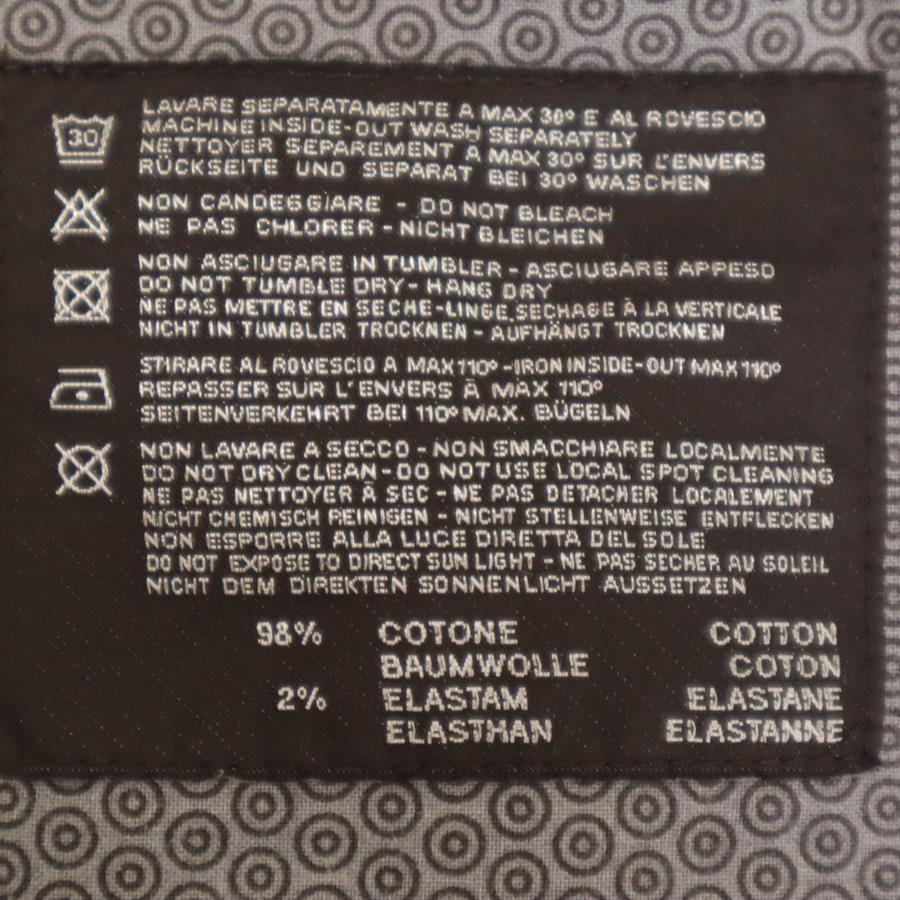 30
LAVARE SEPARATAMENTE A MAX 30° E AL ROVESCIO
MACHINE INSIDE-OUT WASH SEPARATELY
NETTOYER SEPAREMENT A MAX 30° SUR L'ENVERS
RÜCKSEITE UND SEPARAT BEI 30° WASCHEN
NON CANDEGGIARE - DO NOT BLEACH
NE PAS CHLORER - NICHT BLEICHEN
NON ASCIUGARE IN TUMBLER - ASCIUGARE APPESO
DO NOT TUMBLE DRY - HANG DRY
NE PAS METTRE EN SECHE-LINGE, SECHAGE À LA VERTICALE
NICHT IN TUMBLER TROCKNEN - AUFHÄNGT TROCKNEN
STIRARE AL ROVESCIO A MAX 110° - IRON INSIDE-OUT MAX 110°
REPASSER SUR L'ENVERS À MAX 110°
SEITENVERKEHRT BEI 110° MAX. BÜGELN
NON LAVARE A SECCO - NON SMACCHIARE LOCALMENTE
DO NOT DRY CLEAN - DO NOT USE LOCAL SPOT CLEANING
NE PAS NETTOYER À SEC - NE PAS DETACHER LOCALEMENT
NICHT CHEMISCH REINIGEN - NICHT STELLENWEISE ENTFLECKEN
NON ESPORRE ALLA LUCE DIRETTA DEL SOLE
DO NOT EXPOSE TO DIRECT SUN LIGHT - NE PAS SECHER AU SOLEIL
NICHT DEM DIREKTEN SONNENLICHT AUSSETZEN
98% COTONE COTTON
BAUMWOLLE COTON
2% ELASTAM ELASTANE
ELASTHAN ELASTANNE